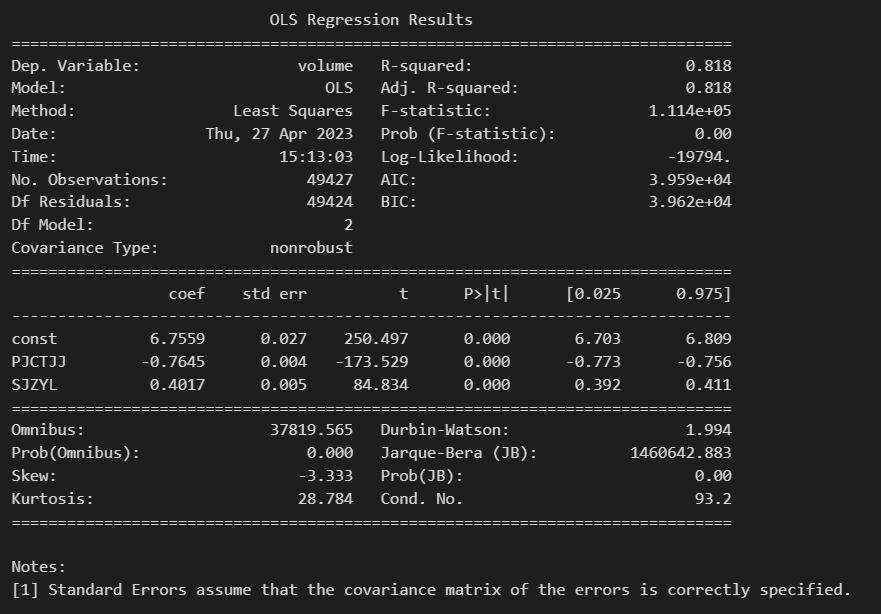 OLS Regression Results
==============================================================================
Dep. Variable:                 volume   R-squared:                       0.818
Model:                            OLS   Adj. R-squared:                  0.818
Method:                 Least Squares   F-statistic:                 1.114e+05
Date:                Thu, 27 Apr 2023   Prob (F-statistic):               0.00
Time:                        15:13:03   Log-Likelihood:                -19794.
No. Observations:               49427   AIC:                         3.959e+04
Df Residuals:                   49424   BIC:                         3.962e+04
Df Model:                           2
Covariance Type:            nonrobust
==============================================================================
                 coef    std err          t      P>|t|      [0.025      0.975]
------------------------------------------------------------------------------
const          6.7559      0.027    250.497      0.000       6.703       6.809
PJCTJJ        -0.7645      0.004   -173.529      0.000      -0.773      -0.756
SJZYL          0.4017      0.005     84.834      0.000       0.392       0.411
==============================================================================
Omnibus:                    37819.565   Durbin-Watson:                   1.994
Prob(Omnibus):                  0.000   Jarque-Bera (JB):          1460642.883
Skew:                          -3.333   Prob(JB):                         0.00
Kurtosis:                      28.784   Cond. No.                         93.2
==============================================================================
Notes:
[1] Standard Errors assume that the covariance matrix of the errors is correctly specified.